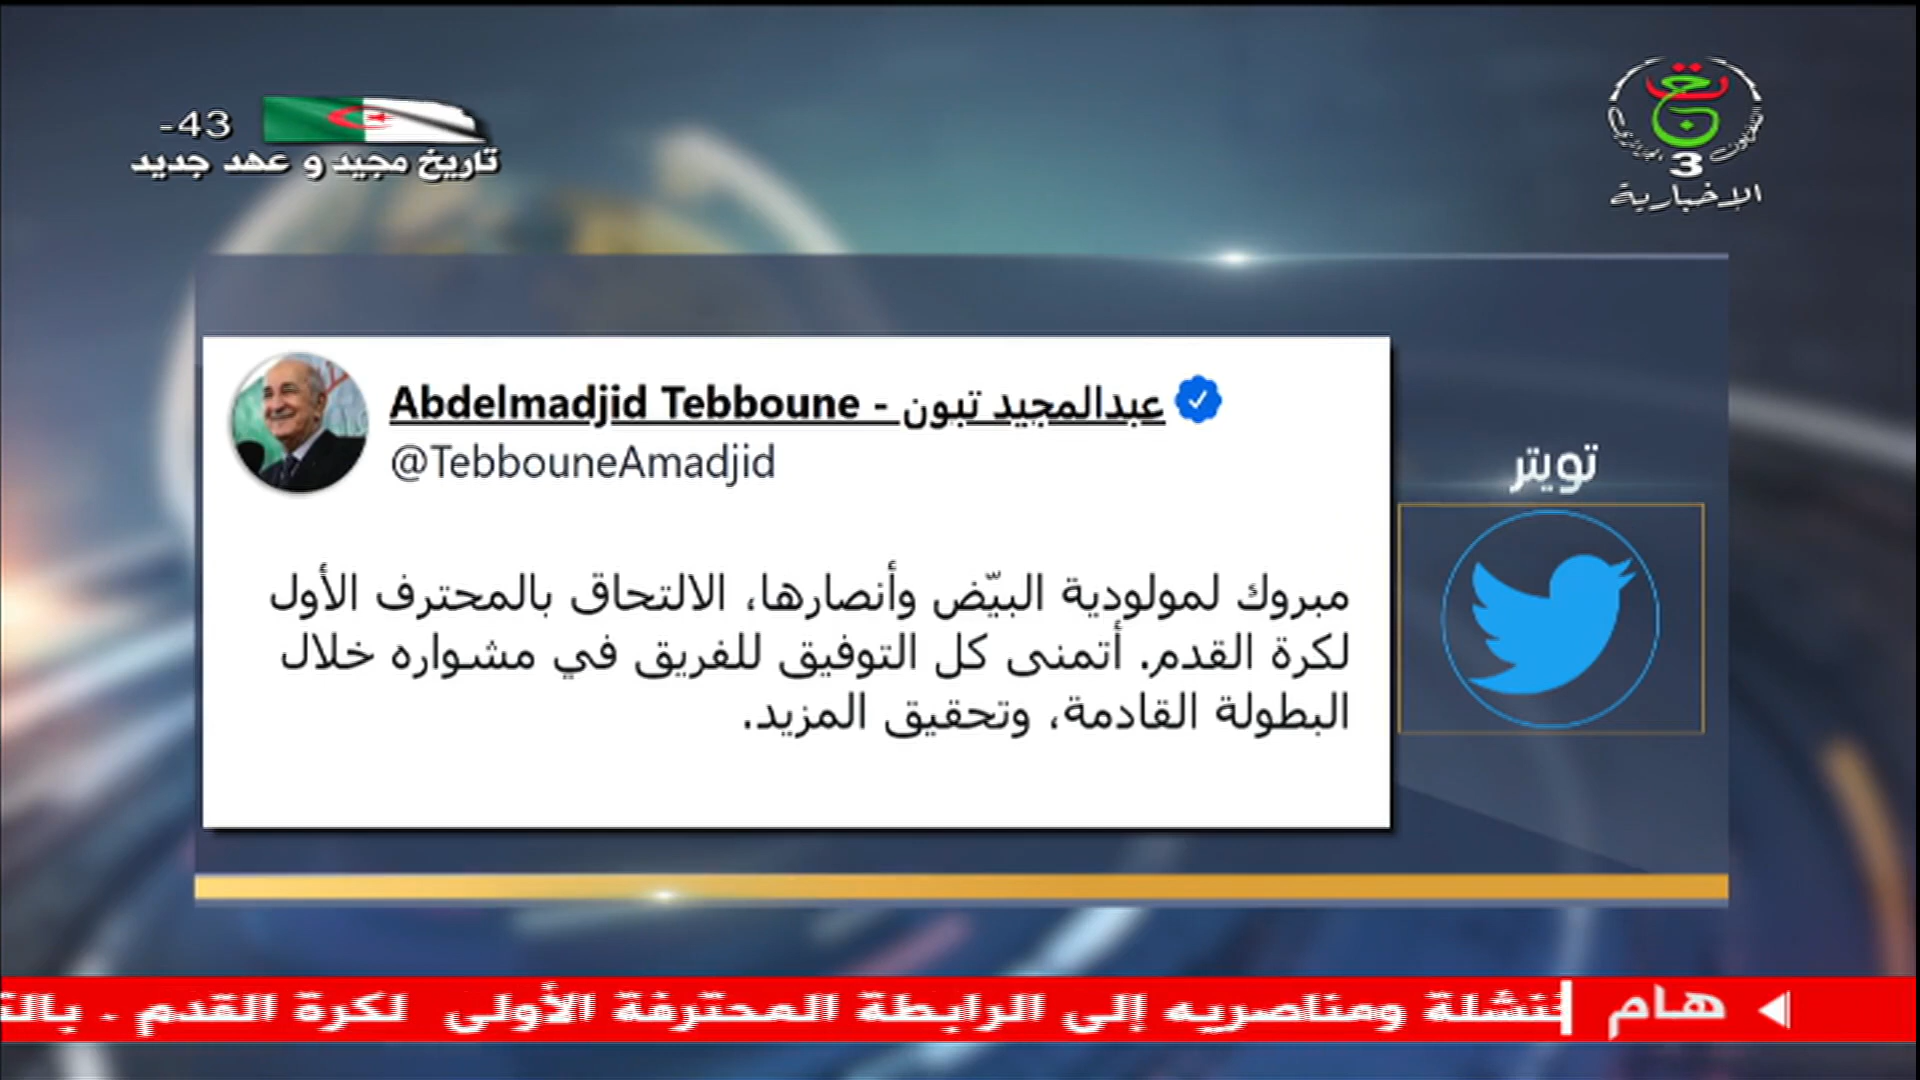 -43
تاريخ مجيد و عهد جديد
3
الإخبارية
Abdelmadjid Tebboune - عبدالمجيد تبون
@TebbouneAmadjid
تويتر
مبروك لمولودية البيّض وأنصارها، الالتحاق بالمحترف الأول
لكرة القدم. أتمنى كل التوفيق للفريق في مشواره خلال
البطولة القادمة، وتحقيق المزيد.
هام
خنشلة ومناصريه إلى الرابطة المحترفة الأولى لكرة القدم .